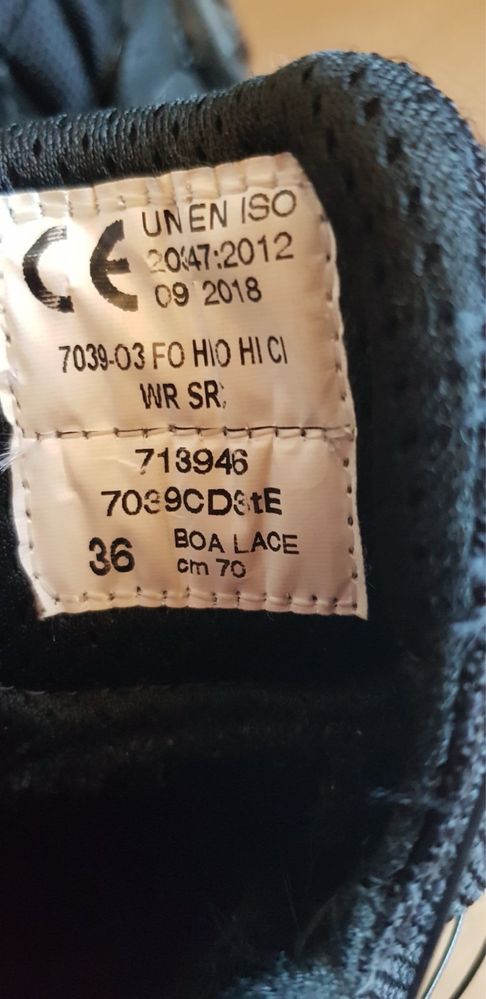 CE UNEN ISO
20347:2012
09 2018
7039-03 FO HIO HI CI
WR SR
713946
7039CD3tE
36 BOA LACE
cm 70